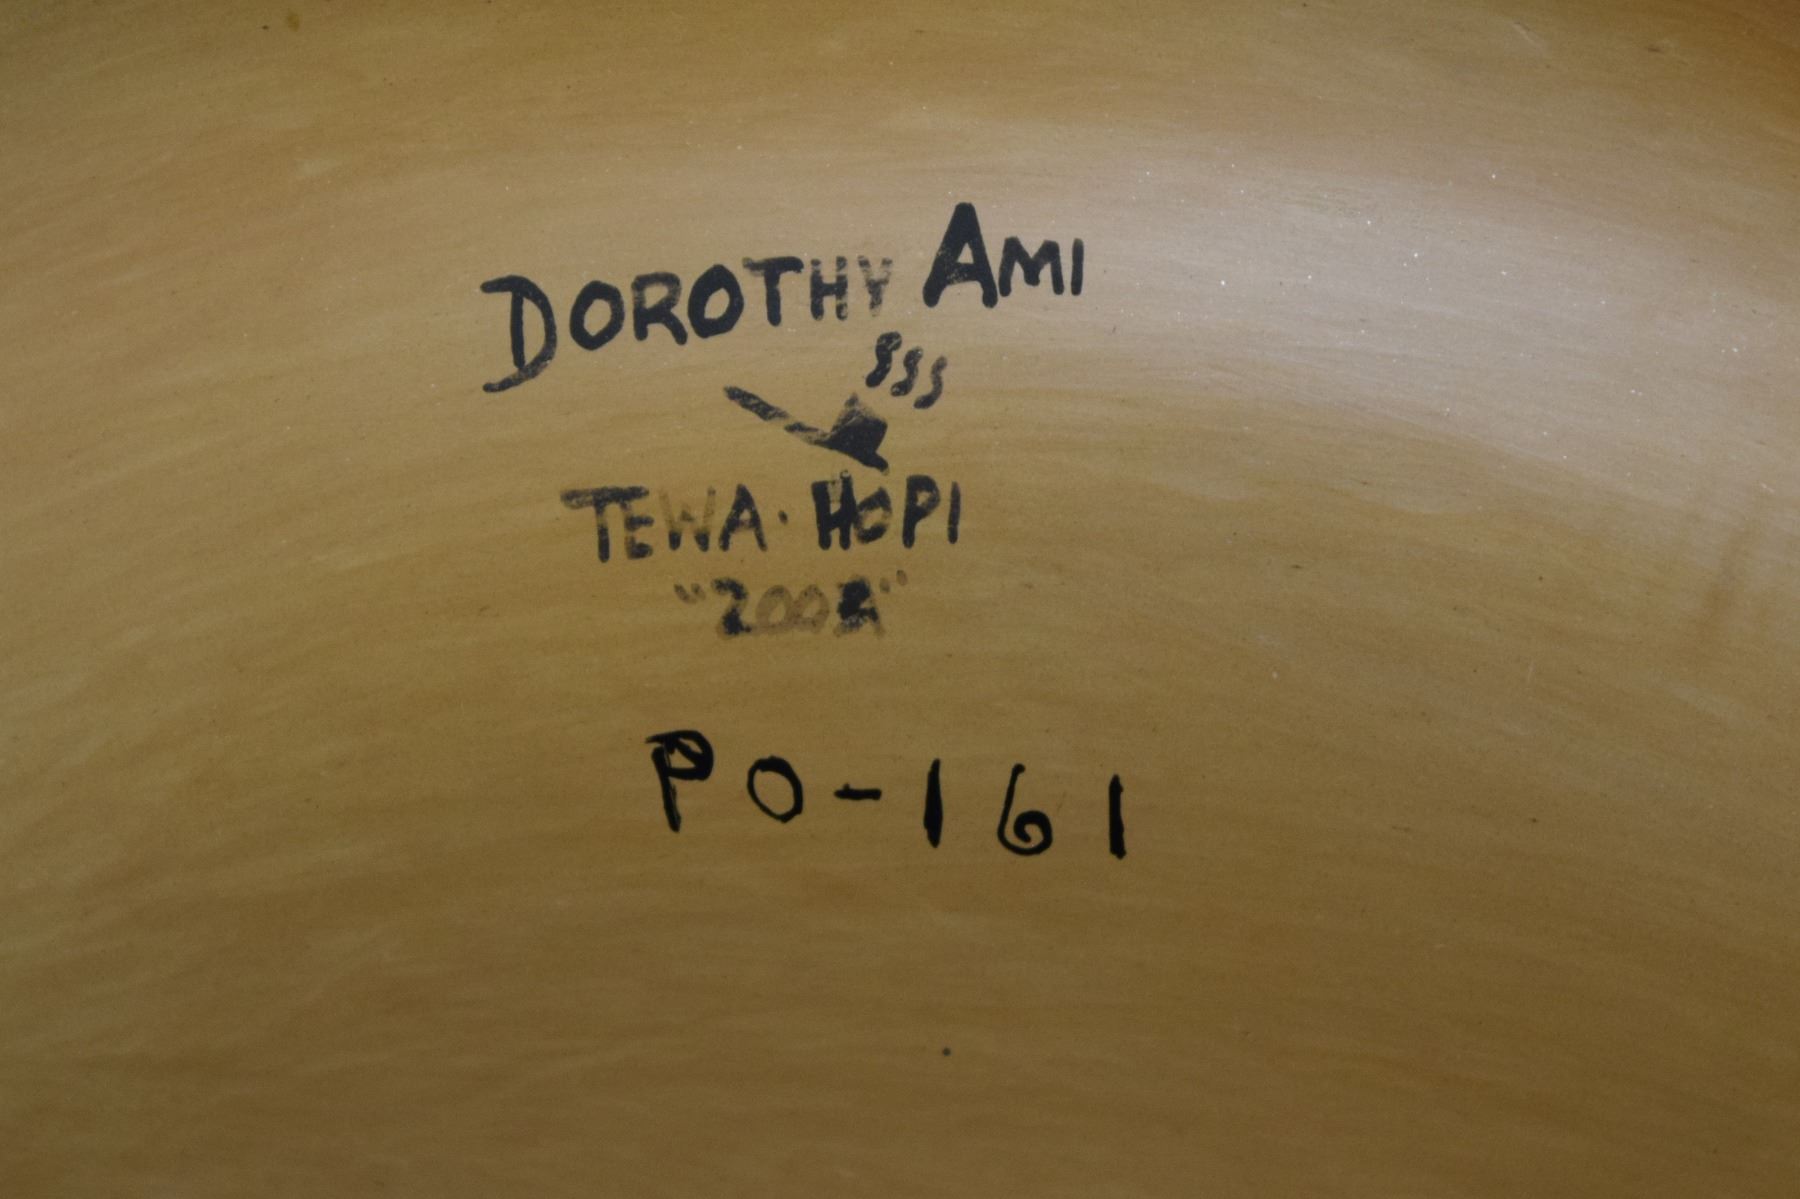 DOROTHY AMI
TEWA·HOPI
PO-161